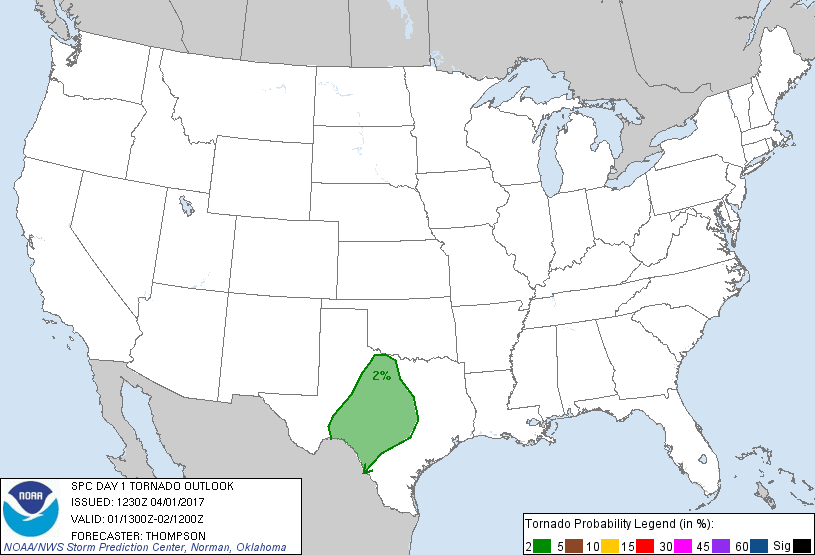 2%
SPC DAY 1 TORNADO OUTLOOK
ISSUED: 1230Z 04/01/2017
VALID: 01/1300Z-02/1200Z
FORECASTER: THOMPSON
NOAA/NWS Storm Prediction Center, Norman, Oklahoma
NOAA
Tornado Probability Legend (in %):
2 5 10 15 30 45 60 Sig